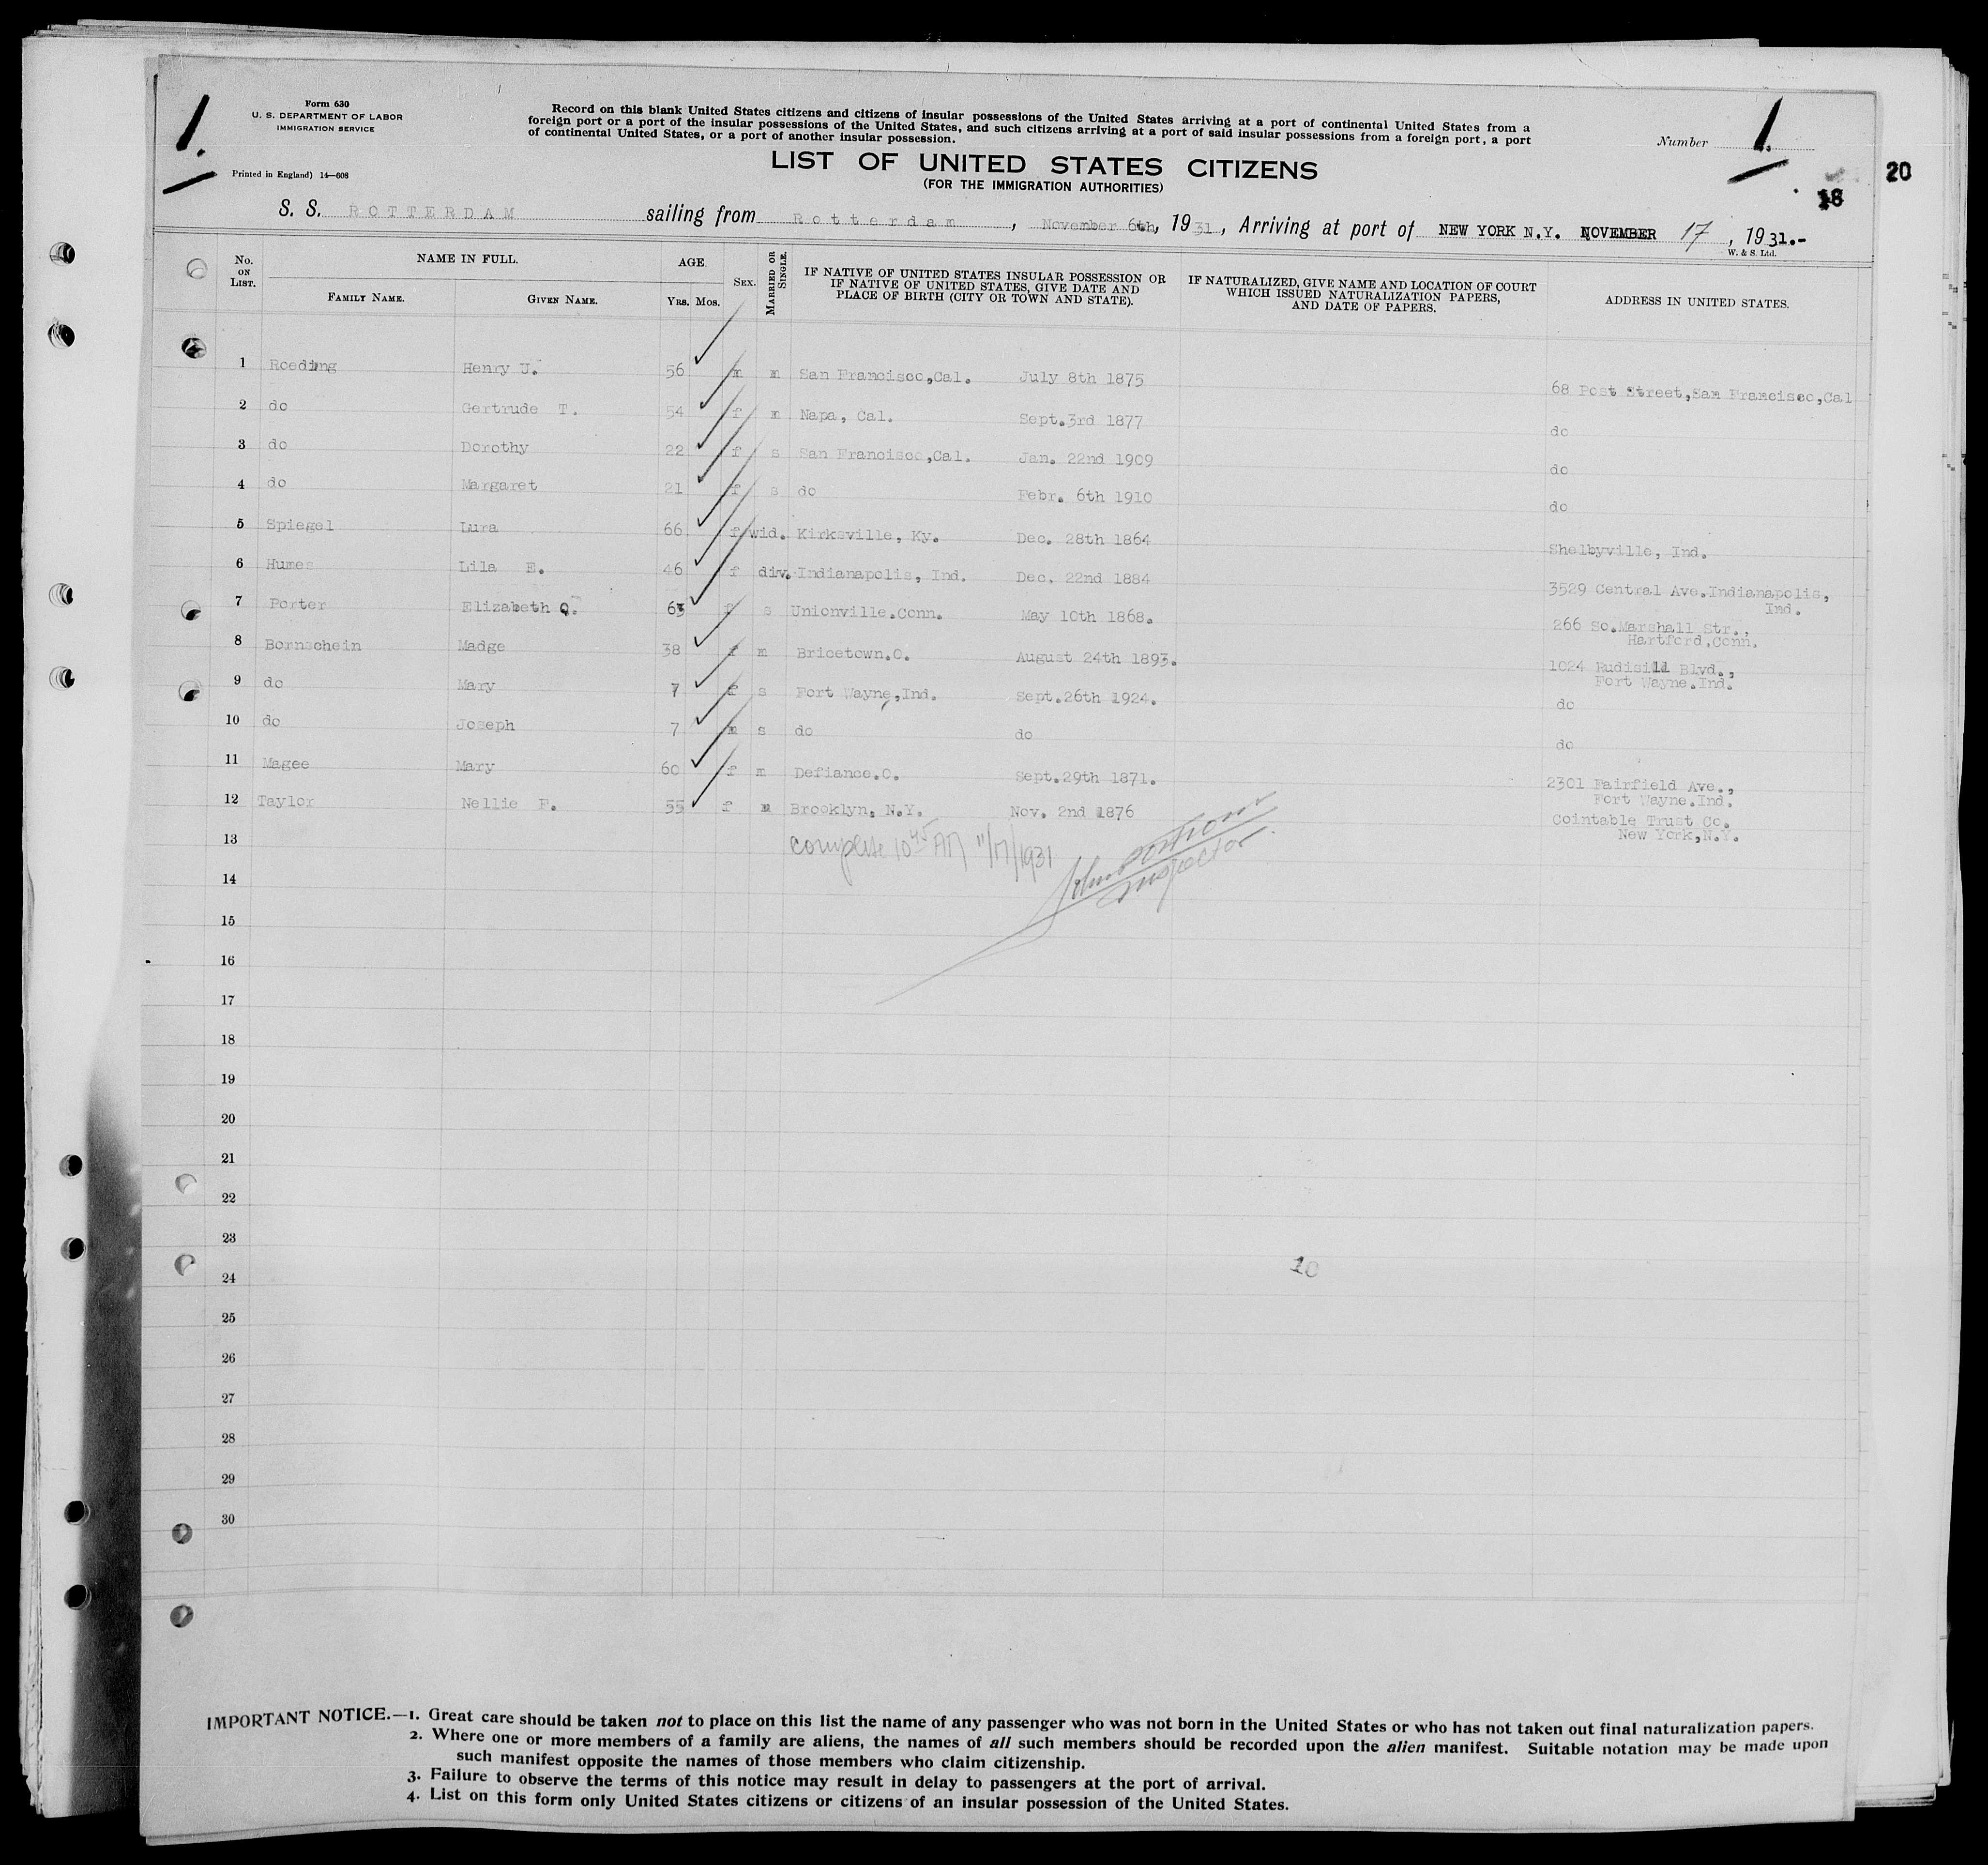 1.
Form 630
U. S. DEPARTMENT OF LABOR
IMMIGRATION SERVICE
Printed in England) 14—608
Record on this blank United States citizens and citizens of insular possessions of the United States arriving at a port of continental United States from a
foreign port or a port of the insular possessions of the United States, and such citizens arriving at a port of said insular possessions from a foreign port, a port
of continental United States, or a port of another insular possession.
Number 1.
LIST OF UNITED STATES CITIZENS
(FOR THE IMMIGRATION AUTHORITIES)
18
20
S. S. ROTTERDAM sailing from Rotterdam, November 6th, 1931, Arriving at port of NEW YORK N.Y. NOVEMBER 17, 1931.-
W. & S. Ltd.
No. ON LIST. NAME IN FULL. AGE. SEX. MARRIED OR SINGLE. IF NATIVE OF UNITED STATES INSULAR POSSESSION OR IF NATIVE OF UNITED STATES, GIVE DATE AND PLACE OF BIRTH (CITY OR TOWN AND STATE). IF NATURALIZED, GIVE NAME AND LOCATION OF COURT WHICH ISSUED NATURALIZATION PAPERS, AND DATE OF PAPERS. ADDRESS IN UNITED STATES.
FAMILY NAME. GIVEN NAME. YRS. MOS.
1 Roeding Henry U. 56 m m San Francisco,Cal. July 8th 1875 68 Post Street,San Francisco,Cal
2 do Gertrude T. 54 f m Napa, Cal. Sept.3rd 1877 do
3 do Dorothy 22 f s San Francisco,Cal. Jan. 22nd 1909 do
4 do Margaret 21 f s do Febr. 6th 1910 do
5 Spiegel Lura 66 f wid. Kirksville, Ky. Dec. 28th 1864 Shelbyville, Ind.
6 Humes Lila E. 46 f div. Indianapolis, Ind. Dec. 22nd 1884 3529 Central Ave.Indianapolis,
Ind.
7 Porter Elizabeth Q. 63 f s Unionville.Conn. May 10th 1868. 266 So.Marshall Str.,
Hartford,Conn.
8 Bornschein Madge 38 f m Bricetown.O. August 24th 1893. 1024 Rudisill Blvd.,
Fort Wayne.Ind.
9 do Mary 7 f s Fort Wayne,Ind. Sept.26th 1924. do
10 do Joseph 7 m s do do do
11 Magee Mary 60 f m Defiance.O. Sept.29th 1871. 2301 Fairfield Ave.,
Fort Wayne.Ind.
12 Taylor Nellie F. 55 f m Brooklyn, N.Y. Nov. 2nd 1876 Cointable Trust Co.
New York,N.Y.
13 complete 10 45 AM 11/17/1931
Inspector
14
15
16
17
18
19
20
21
22
23
10
24
25
26
27
28
29
30
IMPORTANT NOTICE.—1. Great care should be taken not to place on this list the name of any passenger who was not born in the United States or who has not taken out final naturalization papers.
2. Where one or more members of a family are aliens, the names of all such members should be recorded upon the alien manifest. Suitable notation may be made upon
such manifest opposite the names of those members who claim citizenship.
3. Failure to observe the terms of this notice may result in delay to passengers at the port of arrival.
4. List on this form only United States citizens or citizens of an insular possession of the United States.